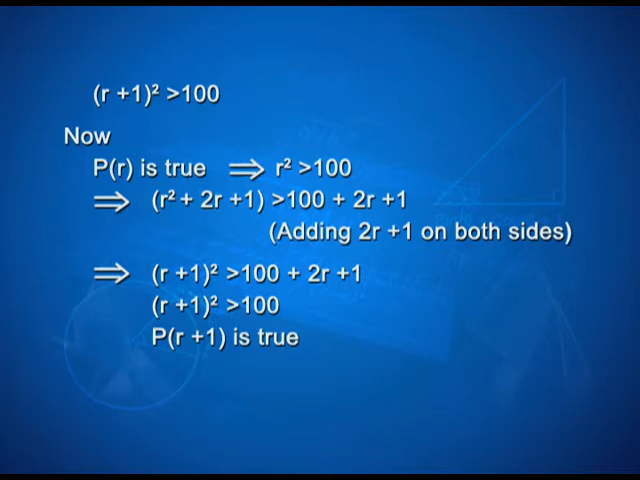 (r +1)² >100
Now
P(r) is true ⟹ r² >100
⟹ (r² + 2r +1) >100 + 2r +1
(Adding 2r +1 on both sides)
⟹ (r +1)² >100 + 2r +1
(r +1)² >100
P(r +1) is true